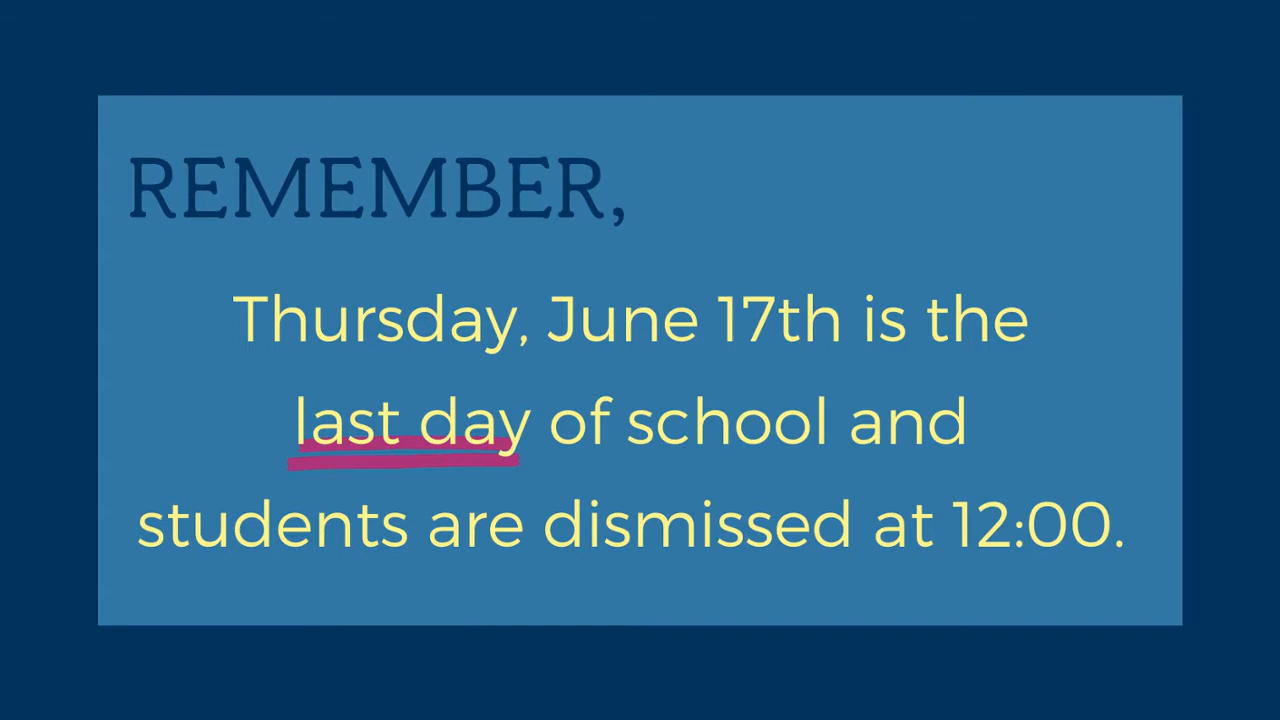 REMEMBER,
Thursday, June 17th is the
last day of school and
students are dismissed at 12:00.